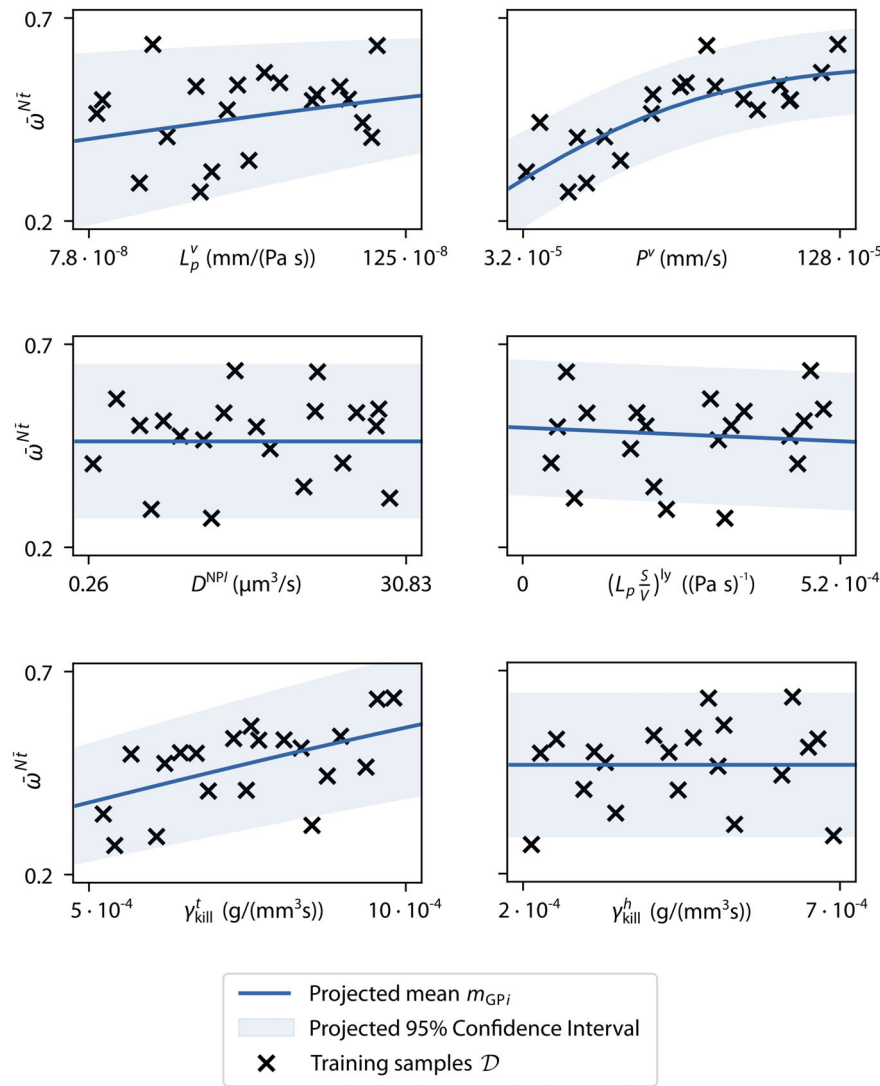 0.7
ω̄^Nt̄
0.2
7.8 · 10⁻⁸ L_p^v (mm/(Pa s)) 125 · 10⁻⁸
3.2 · 10⁻⁵ P^v (mm/s) 128 · 10⁻⁵
0.7
ω̄^Nt̄
0.2
0.26 D^NPl (μm³/s) 30.83
0 (L_p S/V)^ly ((Pa s)⁻¹) 5.2 · 10⁻⁴
0.7
ω̄^Nt̄
0.2
5 · 10⁻⁴ γ_kill^t (g/(mm³s)) 10 · 10⁻⁴
2 · 10⁻⁴ γ_kill^h (g/(mm³s)) 7 · 10⁻⁴
Projected mean m_GPi
Projected 95% Confidence Interval
Training samples 𝒟